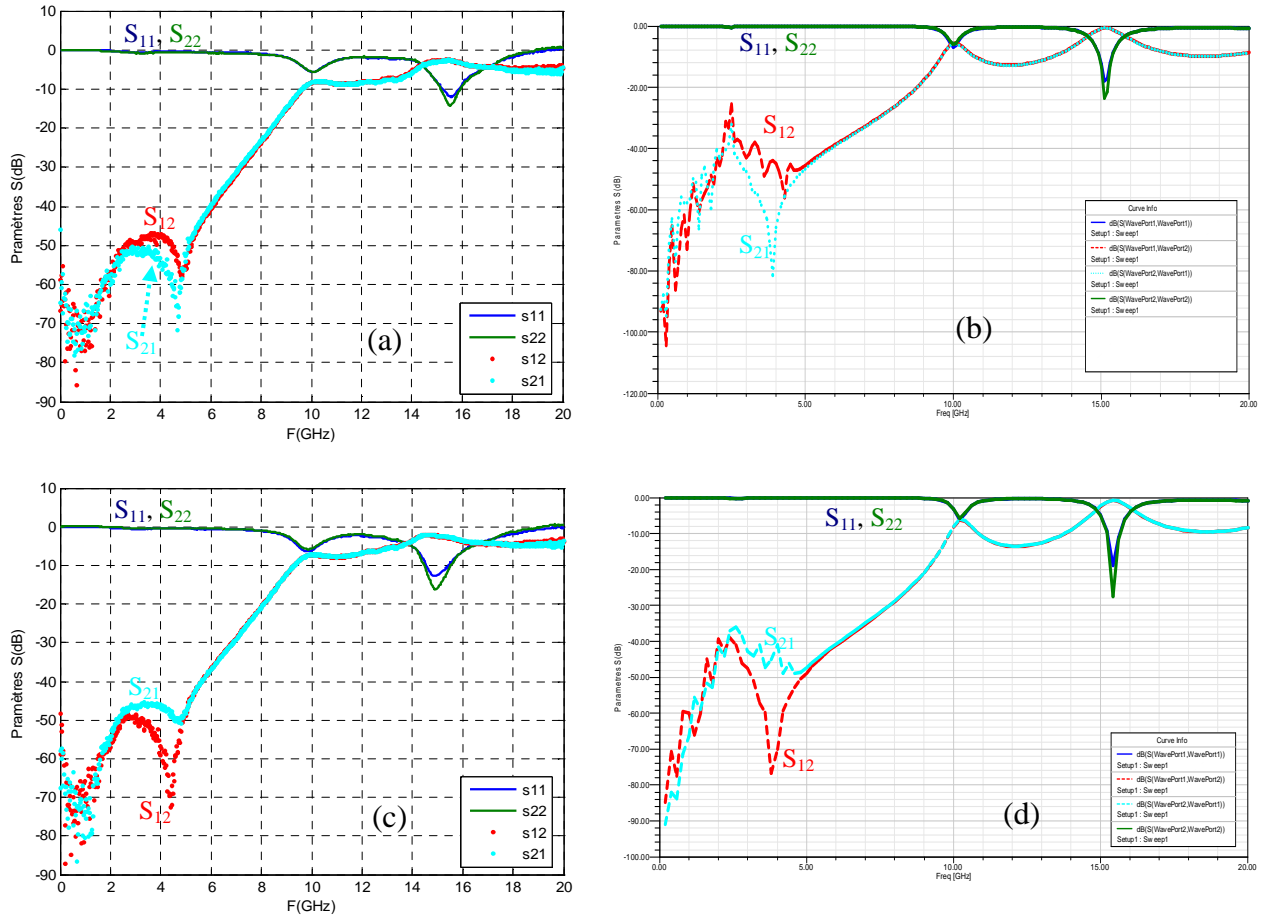 S11, S22
10
0
-10
-20
-30
-40
-50
-60
-70
-80
-90
0 2 4 6 8 10 12 14 16 18 20
Pramètres S(dB)
F(GHz)
S12
S21
(a)
s11
s22
s12
s21
S11, S22
0.00
-20.00
-40.00
-60.00
-80.00
-100.00
-120.00
0.00 5.00 10.00 15.00 20.00
Parametres S(dB)
Freq [GHz]
S12
S21
(b)
Curve Info
dB(S(WavePort1,WavePort1))
Setup1 : Sweep1
dB(S(WavePort1,WavePort2))
Setup1 : Sweep1
dB(S(WavePort2,WavePort1))
Setup1 : Sweep1
dB(S(WavePort2,WavePort2))
Setup1 : Sweep1
S11, S22
10
0
-10
-20
-30
-40
-50
-60
-70
-80
-90
0 2 4 6 8 10 12 14 16 18 20
Pramètres S(dB)
F(GHz)
S21
S12
(c)
s11
s22
s12
s21
S11, S22
0.00
-10.00
-20.00
-30.00
-40.00
-50.00
-60.00
-70.00
-80.00
-90.00
-100.00
0.00 5.00 10.00 15.00 20.00
Parametres S(dB)
Freq [GHz]
S21
S12
(d)
Curve Info
dB(S(WavePort1,WavePort1))
Setup1 : Sweep1
dB(S(WavePort1,WavePort2))
Setup1 : Sweep1
dB(S(WavePort2,WavePort1))
Setup1 : Sweep1
dB(S(WavePort2,WavePort2))
Setup1 : Sweep1